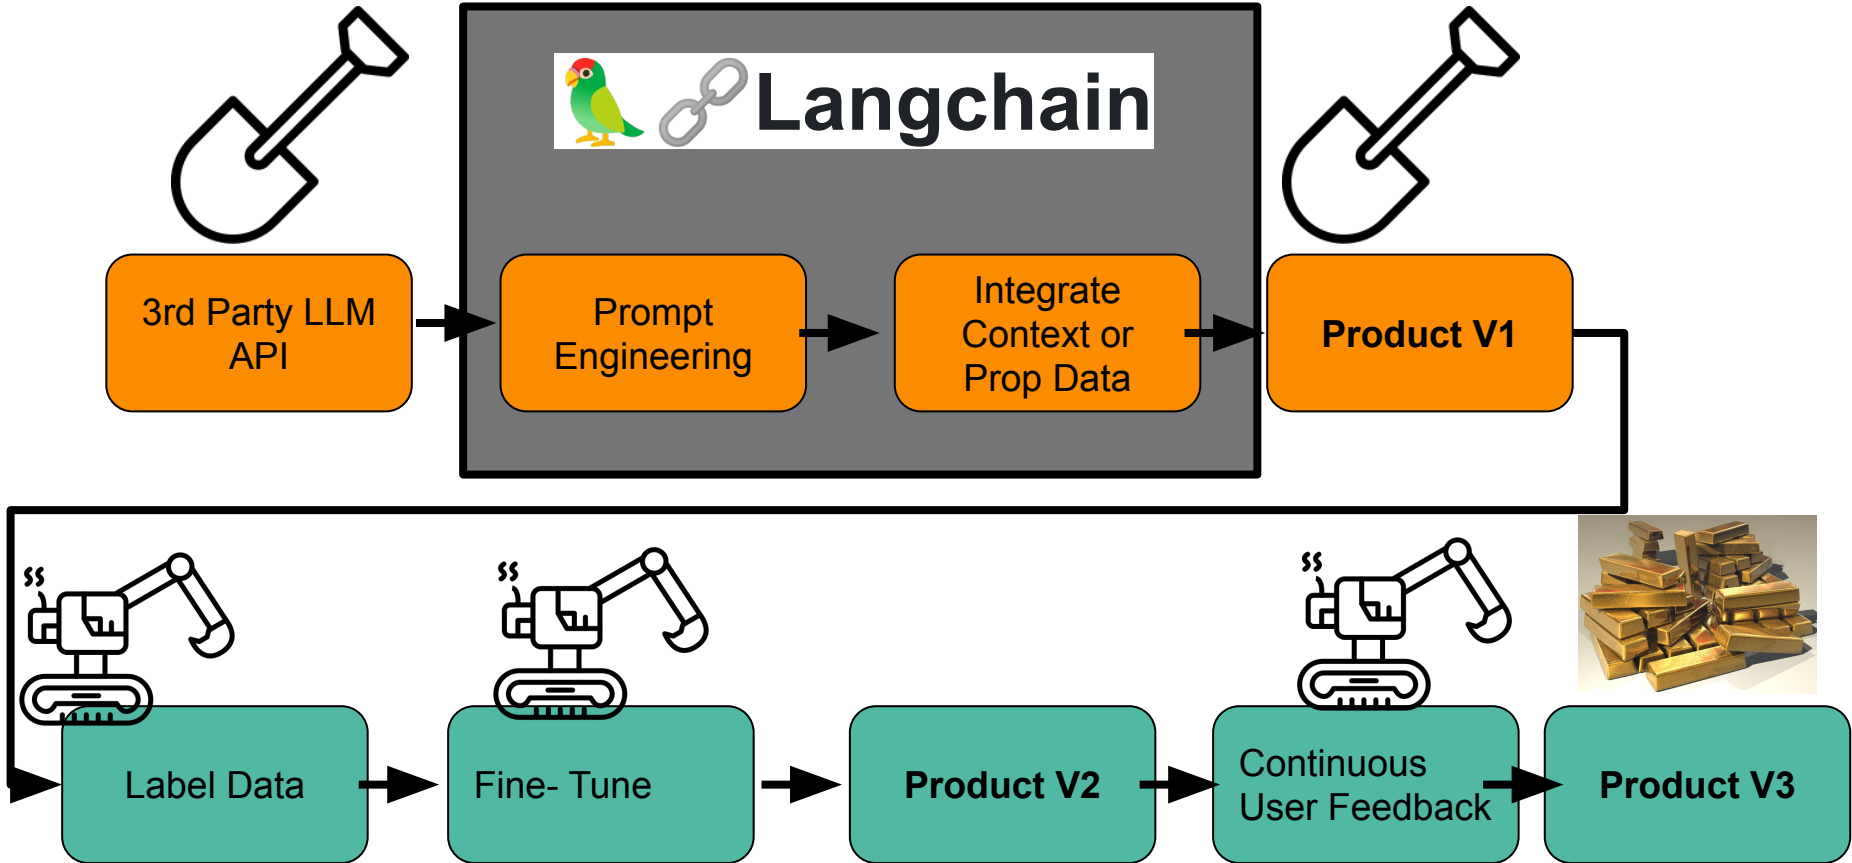 Langchain
3rd Party LLM
API
Prompt
Engineering
Integrate
Context or
Prop Data
Product V1
Label Data
Fine- Tune
Product V2
Continuous
User Feedback
Product V3